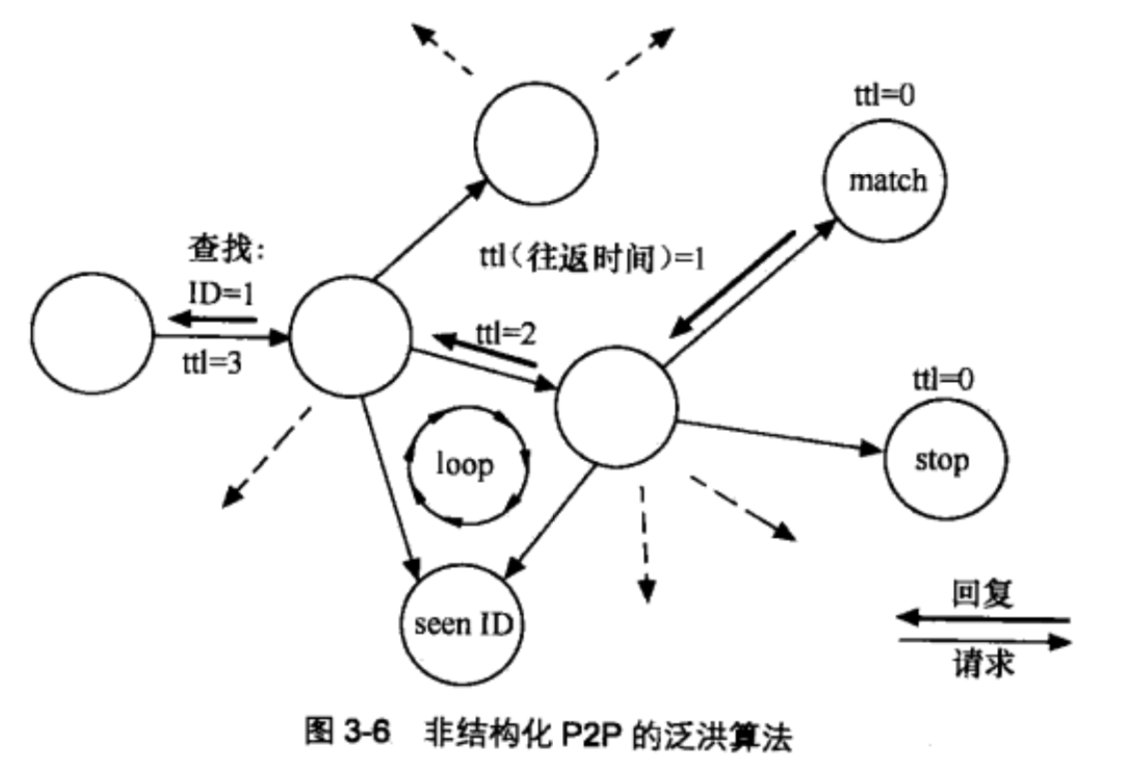 ttl=0
match
查找：
ID=1
ttl（往返时间）=1
ttl=2
ttl=3
ttl=0
loop
stop
seen ID
回复
请求
图 3-6 非结构化 P2P 的泛洪算法